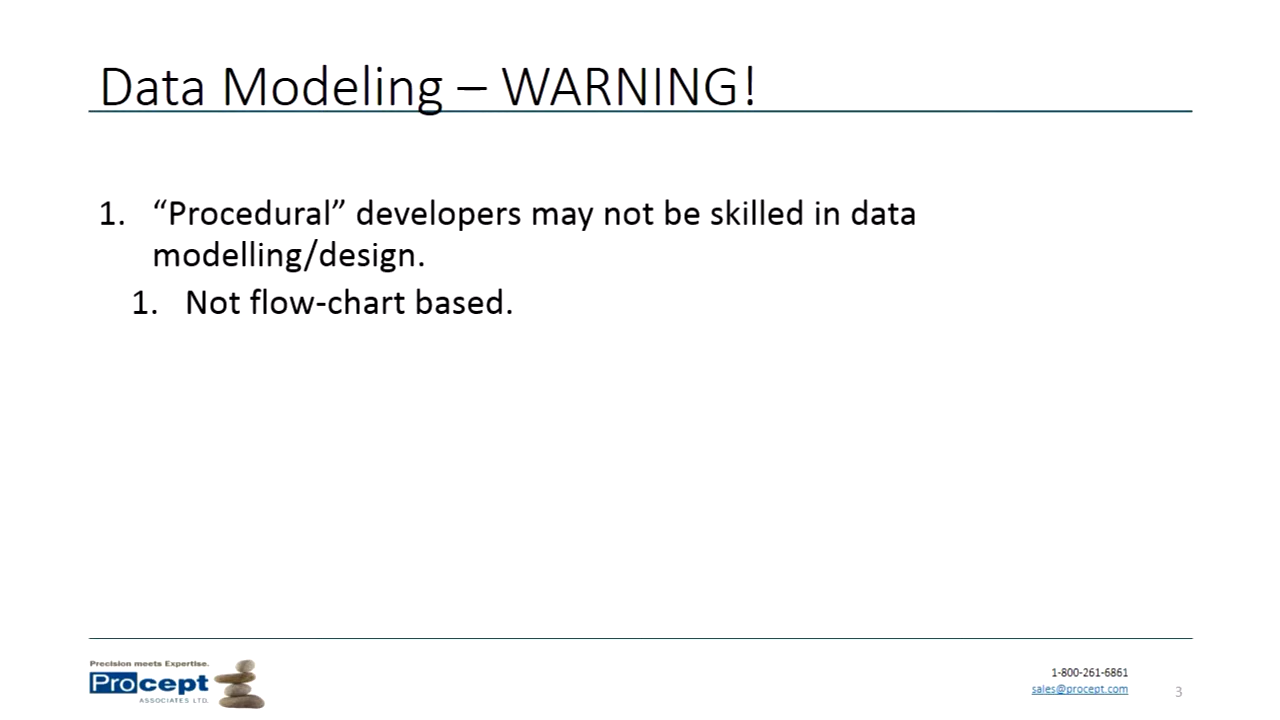 Data Modeling – WARNING!
1. “Procedural” developers may not be skilled in data
modelling/design.
1. Not flow-chart based.
Precision meets Expertise.
Procept
ASSOCIATES LTD.
1-800-261-6861
sales@procept.com
3